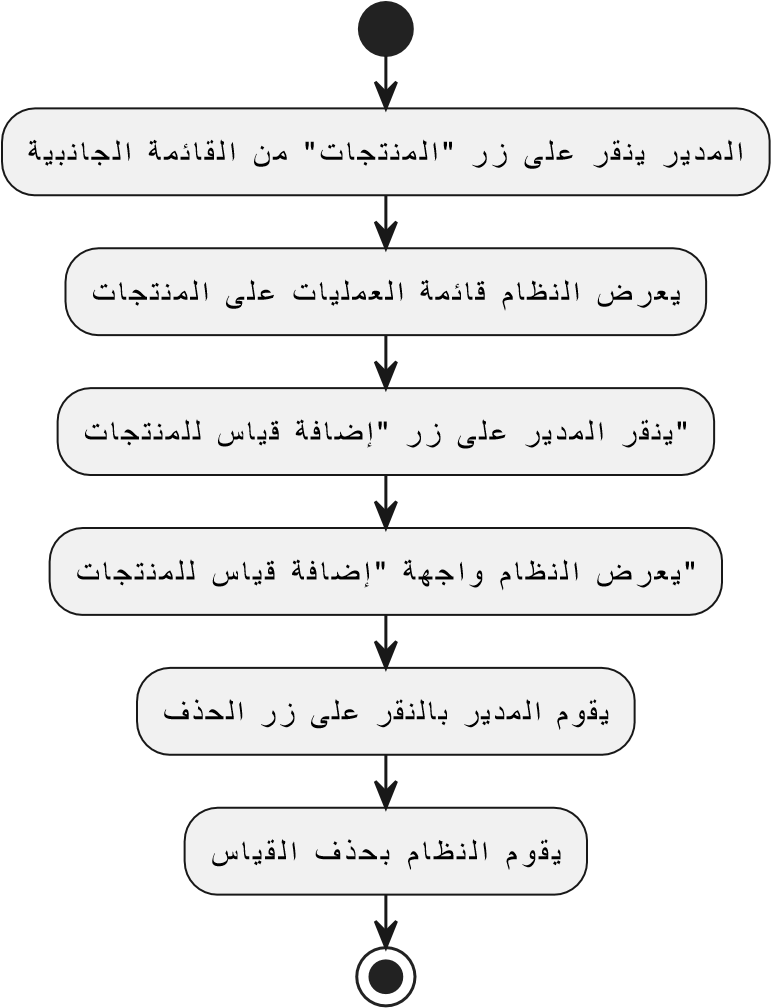 المدير ينقر على زر "المنتجات" من القائمة الجانبية
يعرض النظام قائمة العمليات على المنتجات
ينقر المدير على زر "إضافة قياس للمنتجات"
يعرض النظام واجهة "إضافة قياس للمنتجات"
يقوم المدير بالنقر على زر الحذف
يقوم النظام بحذف القياس